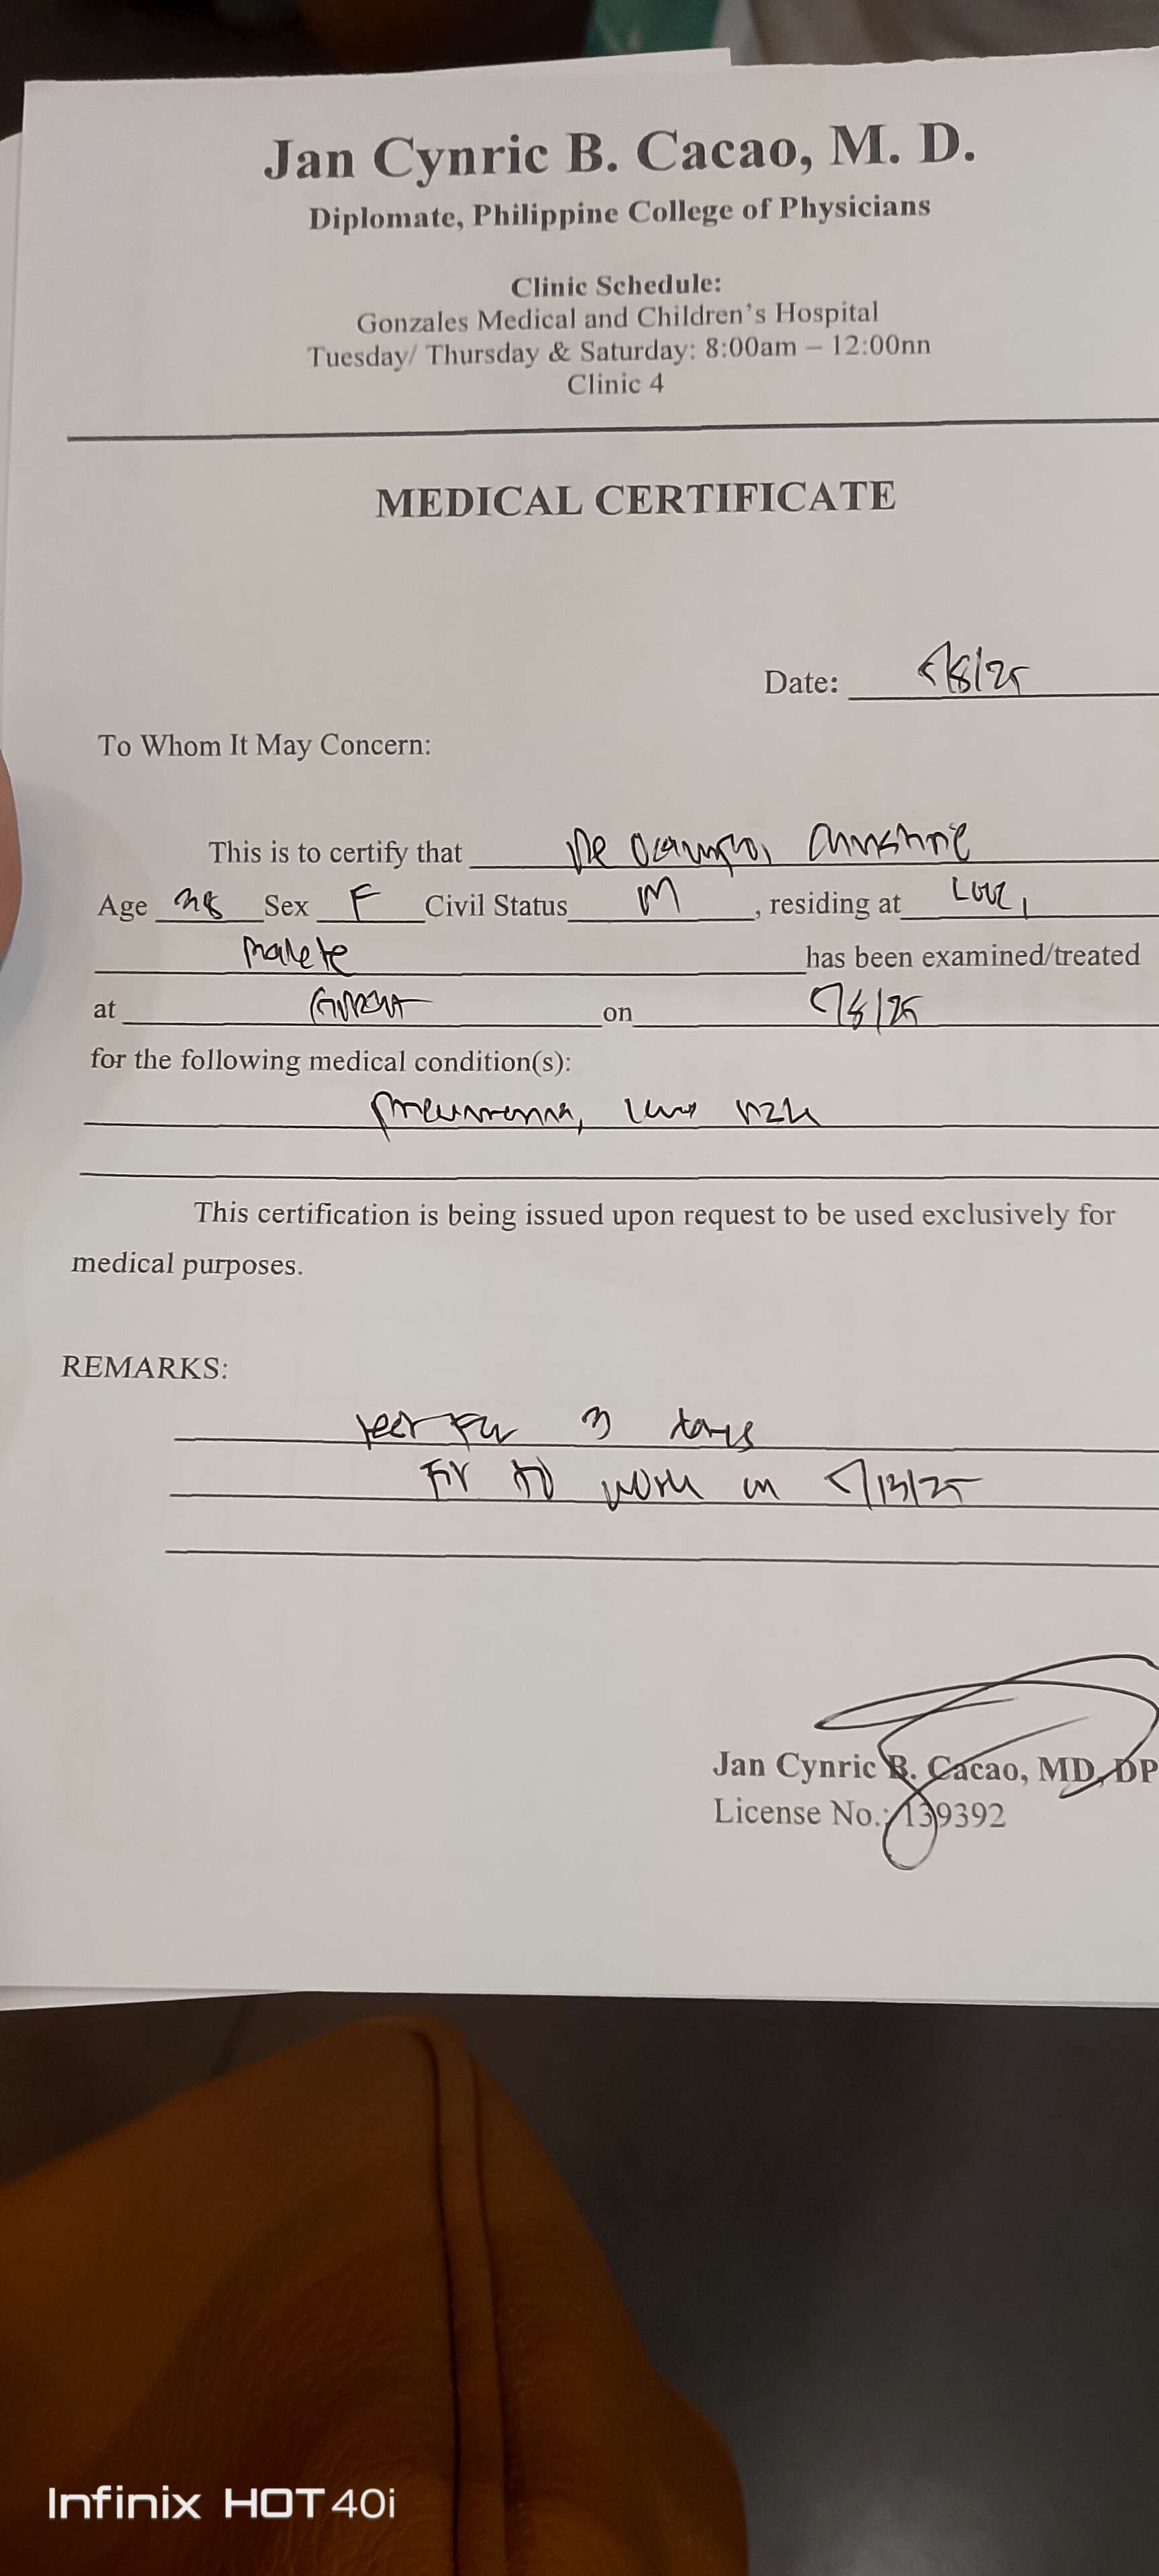 Jan Cynric B. Cacao, M. D.
Diplomate, Philippine College of Physicians
Clinic Schedule:
Gonzales Medical and Children's Hospital
Tuesday/ Thursday & Saturday: 8:00am – 12:00nn
Clinic 4
MEDICAL CERTIFICATE
Date: 5/8/25
To Whom It May Concern:
This is to certify that De Ocampo,
Age Sex F Civil Status M , residing at
has been examined/treated
at on 5/8/25
for the following medical condition(s):
pneumonia, low risk
This certification is being issued upon request to be used exclusively for
medical purposes.
REMARKS:
rest for 3 days
Fit to work on 5/13/25
Jan Cynric B. Cacao, MD, DP
License No.: 139392
Infinix HOT 40i